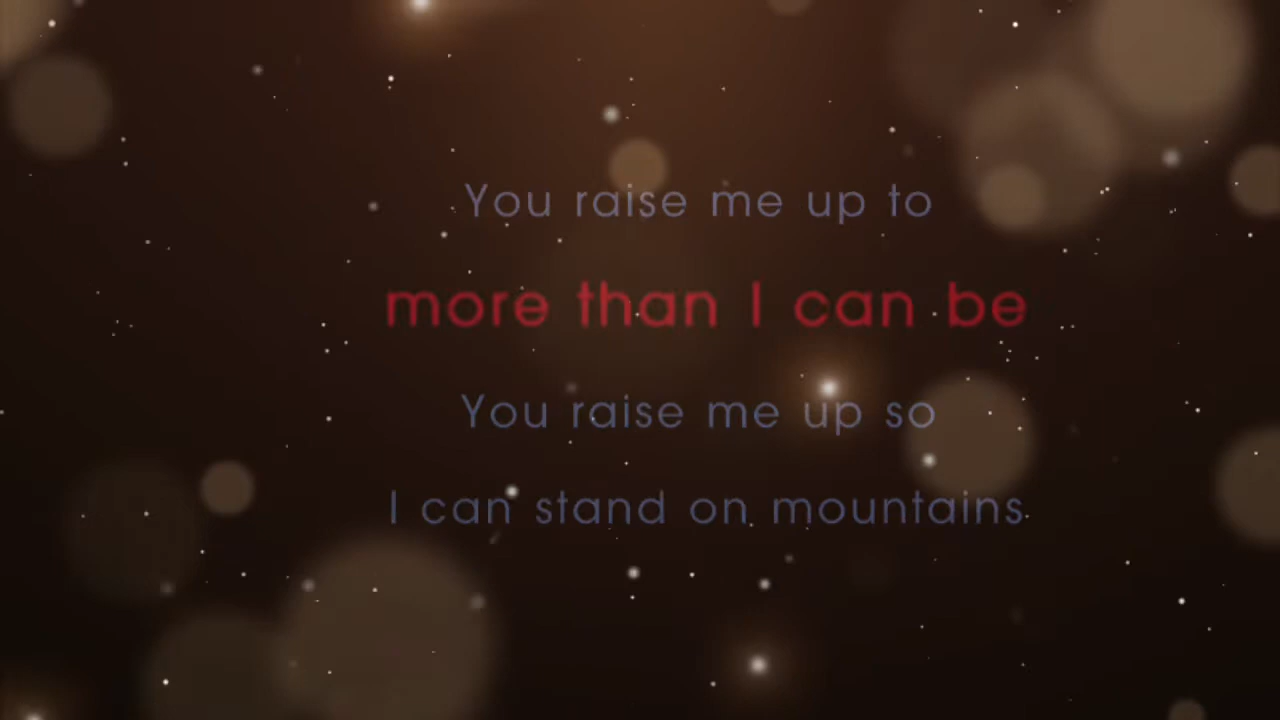 You raise me up to
more than I can be
You raise me up so
I can stand on mountains